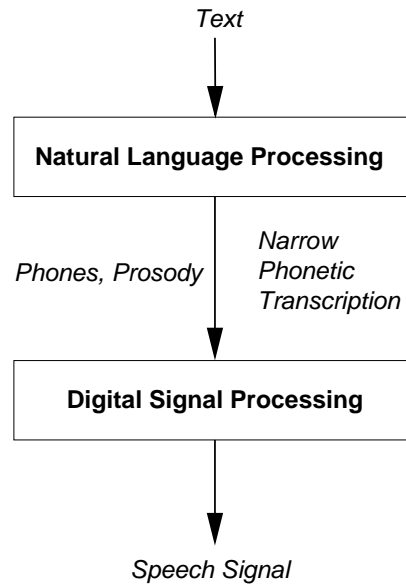 Text
Natural Language Processing
Phones, Prosody
Narrow
Phonetic
Transcription
Digital Signal Processing
Speech Signal